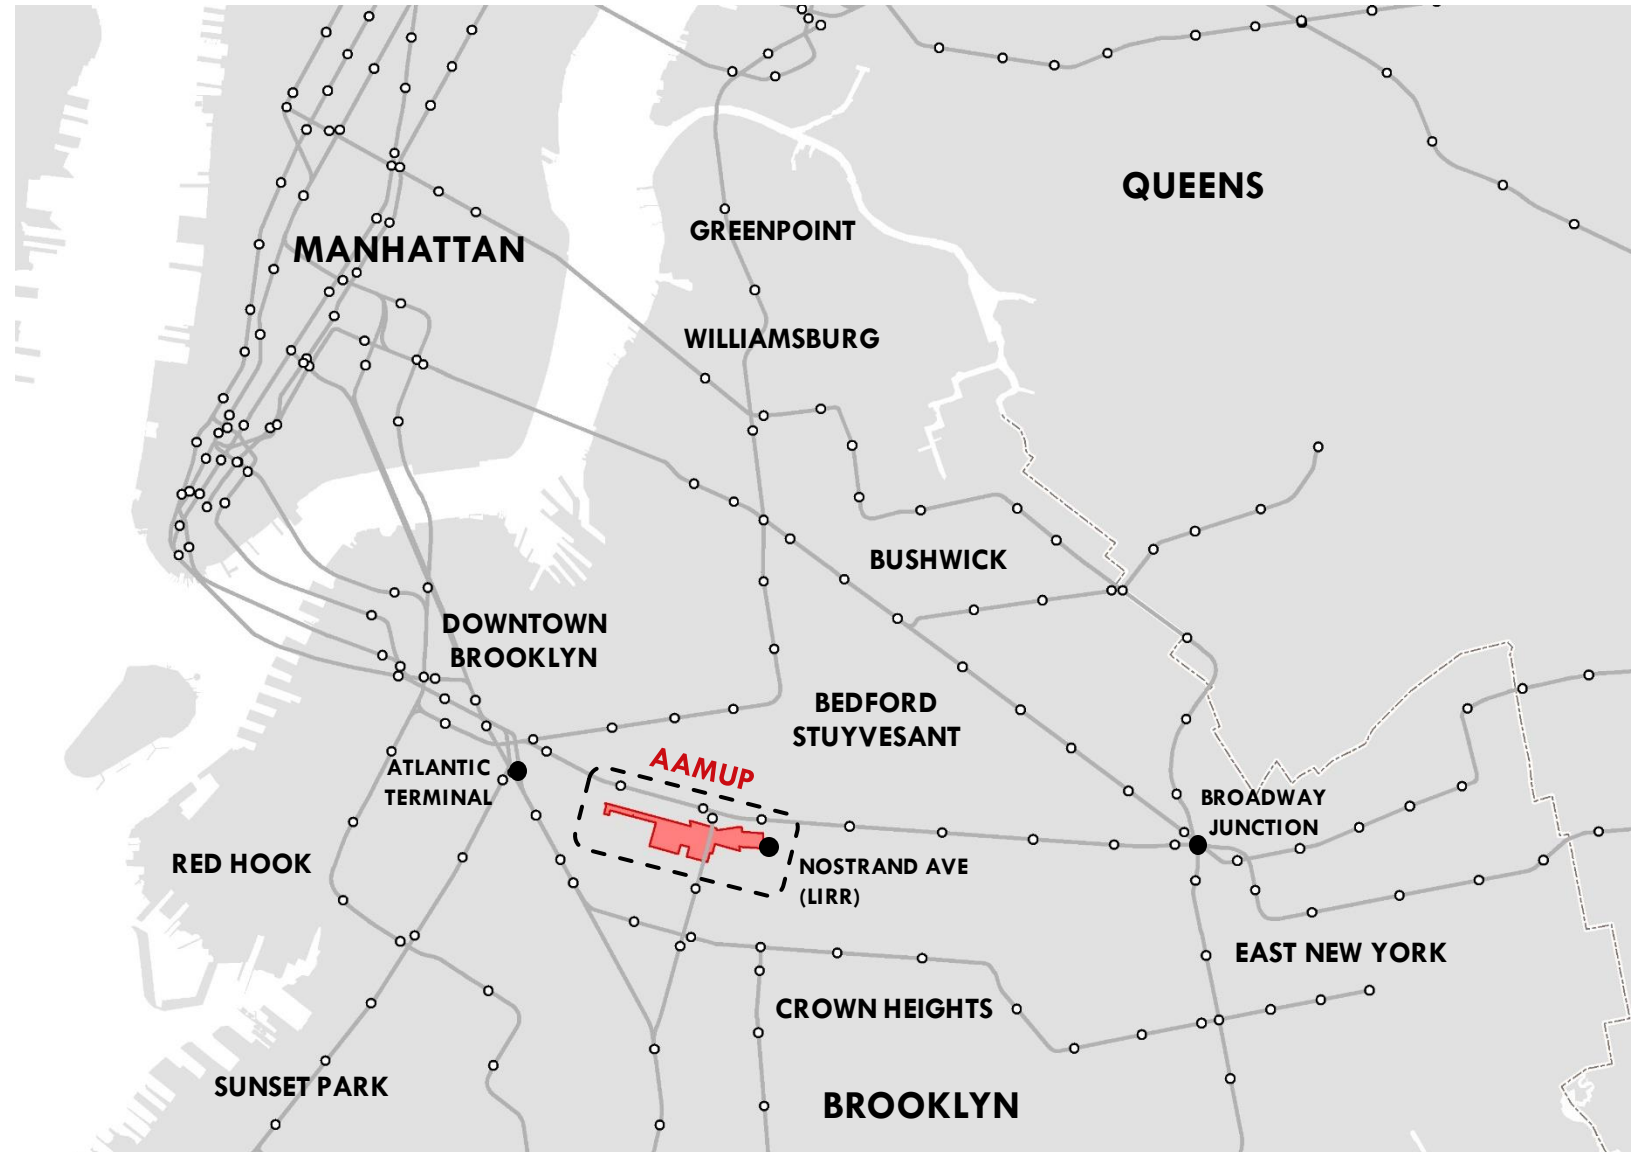 QUEENS
GREENPOINT
MANHATTAN
WILLIAMSBURG
BUSHWICK
DOWNTOWN
BROOKLYN
BEDFORD
STUYVESANT
AAMUP
ATLANTIC
TERMINAL
BROADWAY
JUNCTION
RED HOOK
NOSTRAND AVE
(LIRR)
EAST NEW YORK
CROWN HEIGHTS
SUNSET PARK
BROOKLYN